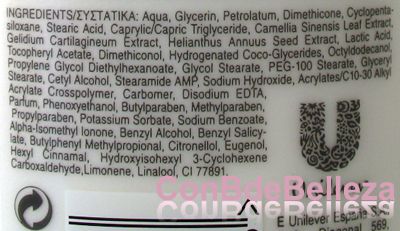 INGREDIENTS/ΣΥΣΤΑΤΙΚΑ: Aqua, Glycerin, Petrolatum, Dimethicone, Cyclopenta-
siloxane, Stearic Acid, Caprylic/Capric Triglyceride, Camellia Sinensis Leaf Extract,
Gelidium Cartilagineum Extract, Helianthus Annuus Seed Extract, Lactic Acid,
Tocopheryl Acetate, Dimethiconol, Hydrogenated Coco-Glycerides, Octyldodecanol,
Propylene Glycol Diethylhexanoate, Glycol Stearate, PEG-100 Stearate, Glyceryl
Stearate, Cetyl Alcohol, Stearamide AMP, Sodium Hydroxide, Acrylates/C10-30 Alkyl
Acrylate Crosspolymer, Carbomer, Disodium EDTA,
Parfum, Phenoxyethanol, Butylparaben, Methylparaben,
Propylparaben, Potassium Sorbate, Sodium Benzoate,
Alpha-Isomethyl Ionone, Benzyl Alcohol, Benzyl Salicy-
late, Butylphenyl Methylpropional, Citronellol, Eugenol,
Hexyl Cinnamal, Hydroxyisohexyl 3-Cyclohexene
Carboxaldehyde, Limonene, Linalool, CI 77891.
ConBdeBelleza
E Unilever España S.A.
Diagonal, 569,